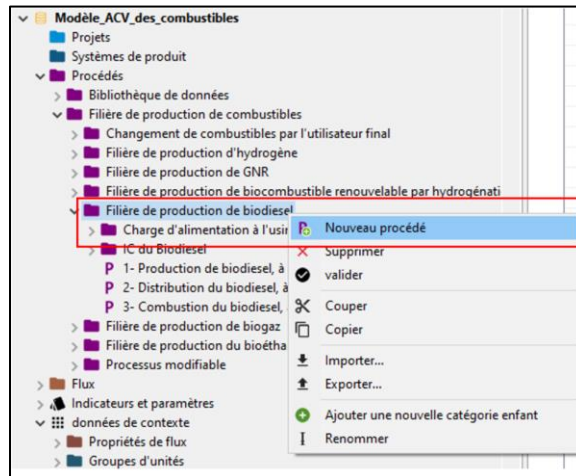 Modèle_ACV_des_combustibles
Projets
Systèmes de produit
Procédés
Bibliothèque de données
Filière de production de combustibles
Changement de combustibles par l'utilisateur final
Filière de production d'hydrogène
Filière de production de GNR
Filière de production de biocombustible renouvelable par hydrogénati
Filière de production de biodiesel
Charge d'alimentation à l'usin
IC du Biodiesel
P 1- Production de biodiesel, à
P 2- Distribution du biodiesel, à
P 3- Combustion du biodiesel,
Filière de production de biogaz
Filière de production du bioétha
Processus modifiable
Flux
Indicateurs et paramètres
données de contexte
Propriétés de flux
Groupes d'unités
Nouveau procédé
Supprimer
valider
Couper
Copier
Importer...
Exporter...
Ajouter une nouvelle catégorie enfant
Renommer